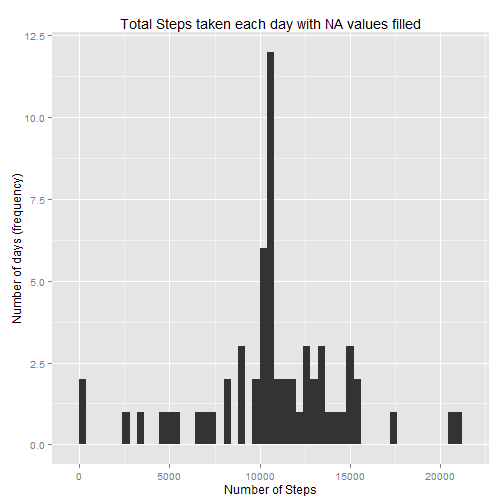 Total Steps taken each day with NA values filled
12.5
10.0
7.5
5.0
2.5
0.0
Number of days (frequency)
0 5000 10000 15000 20000
Number of Steps